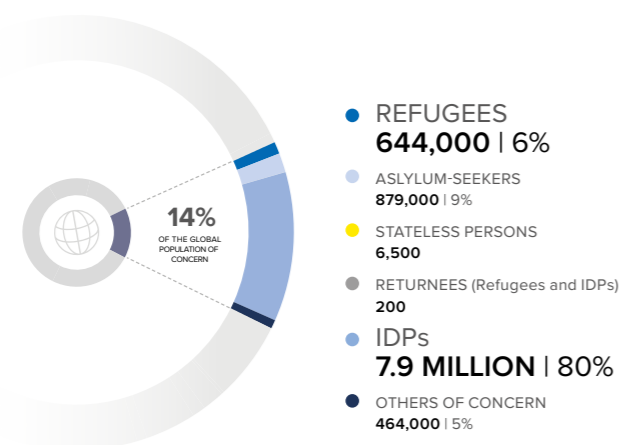 14%
OF THE GLOBAL
POPULATION OF
CONCERN
REFUGEES
644,000 | 6%
ASLYLUM-SEEKERS
879,000 | 9%
STATELESS PERSONS
6,500
RETURNEES (Refugees and IDPs)
200
IDPs
7.9 MILLION | 80%
OTHERS OF CONCERN
464,000 | 5%